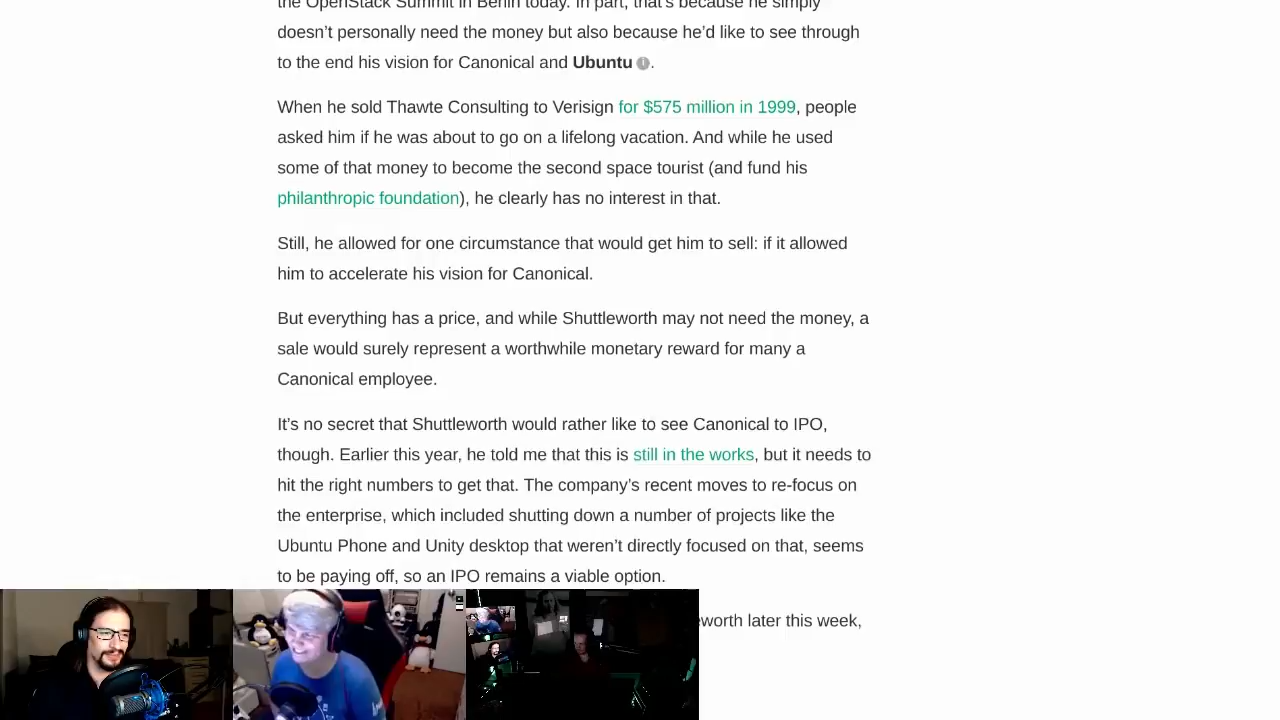 the OpenStack Summit in Berlin today. In part, that's because he simply
doesn’t personally need the money but also because he’d like to see through
to the end his vision for Canonical and Ubuntu.
When he sold Thawte Consulting to Verisign for $575 million in 1999, people
asked him if he was about to go on a lifelong vacation. And while he used
some of that money to become the second space tourist (and fund his
philanthropic foundation), he clearly has no interest in that.
Still, he allowed for one circumstance that would get him to sell: if it allowed
him to accelerate his vision for Canonical.
But everything has a price, and while Shuttleworth may not need the money, a
sale would surely represent a worthwhile monetary reward for many a
Canonical employee.
It’s no secret that Shuttleworth would rather like to see Canonical to IPO,
though. Earlier this year, he told me that this is still in the works, but it needs to
hit the right numbers to get that. The company’s recent moves to re-focus on
the enterprise, which included shutting down a number of projects like the
Ubuntu Phone and Unity desktop that weren’t directly focused on that, seems
to be paying off, so an IPO remains a viable option.
eworth later this week,